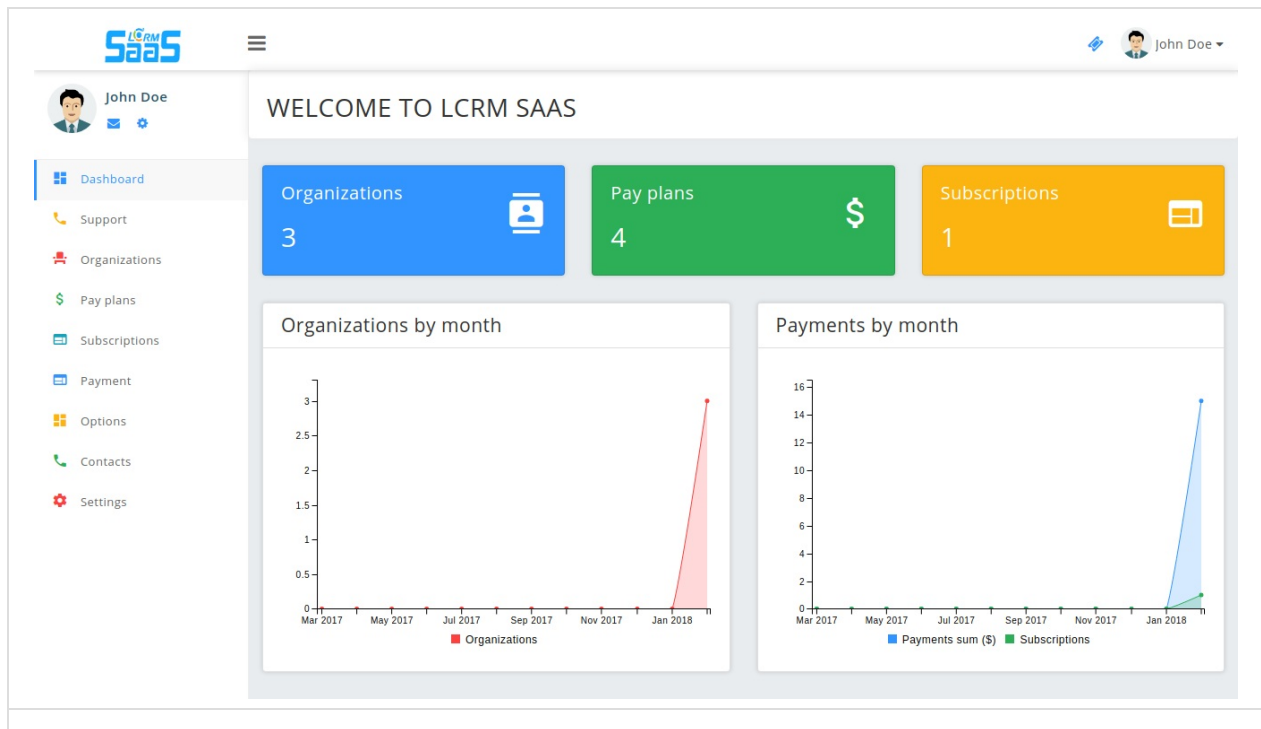 LCRM
SaaS
John Doe
John Doe
WELCOME TO LCRM SAAS
Dashboard
Support
Organizations
Pay plans
Subscriptions
Payment
Options
Contacts
Settings
Organizations
3
Pay plans
$
4
Subscriptions
1
Organizations by month
3
2.5
2
1.5
1
0.5
0
Mar 2017 May 2017 Jul 2017 Sep 2017 Nov 2017 Jan 2018
Organizations
Payments by month
16
14
12
10
8
6
4
2
0
Mar 2017 May 2017 Jul 2017 Sep 2017 Nov 2017 Jan 2018
Payments sum ($) Subscriptions